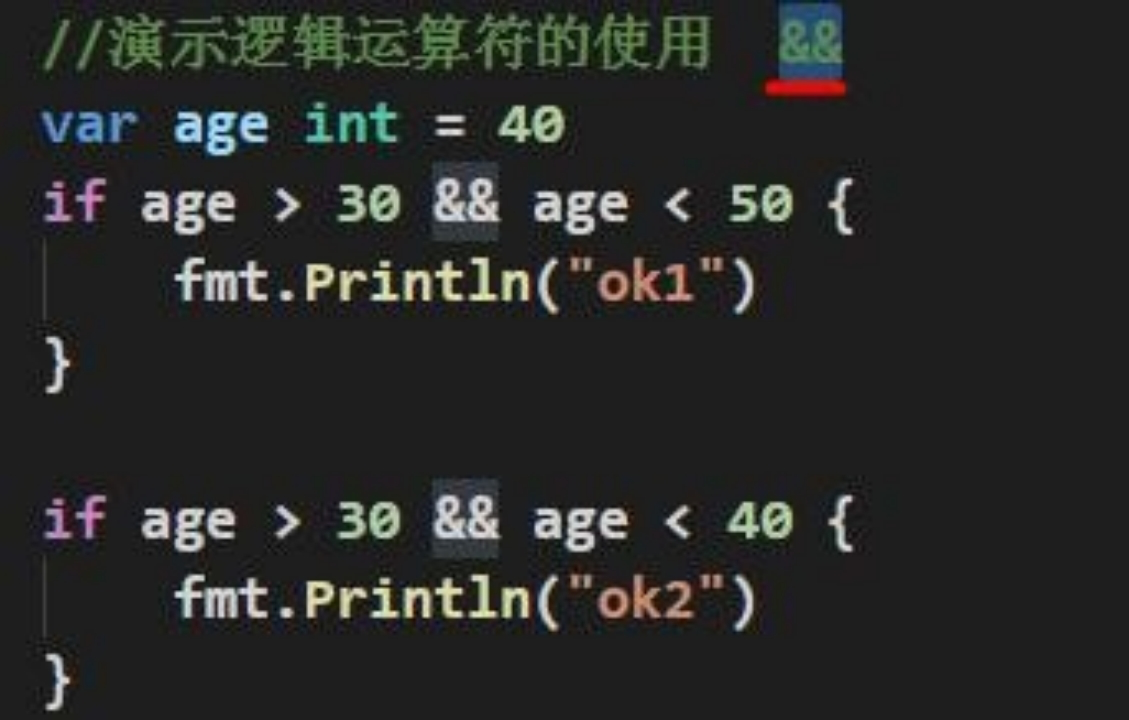 //演示逻辑运算符的使用  &&
var age int = 40
if age > 30 && age < 50 {
    fmt.Println("ok1")
}
if age > 30 && age < 40 {
    fmt.Println("ok2")
}